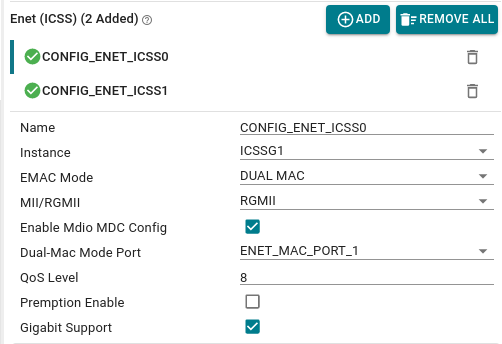 Enet (ICSS) (2 Added)
ADD
REMOVE ALL
CONFIG_ENET_ICSS0
CONFIG_ENET_ICSS1
Name CONFIG_ENET_ICSS0
Instance ICSSG1
EMAC Mode DUAL MAC
MII/RGMII RGMII
Enable Mdio MDC Config
Dual-Mac Mode Port ENET_MAC_PORT_1
QoS Level 8
Premption Enable
Gigabit Support